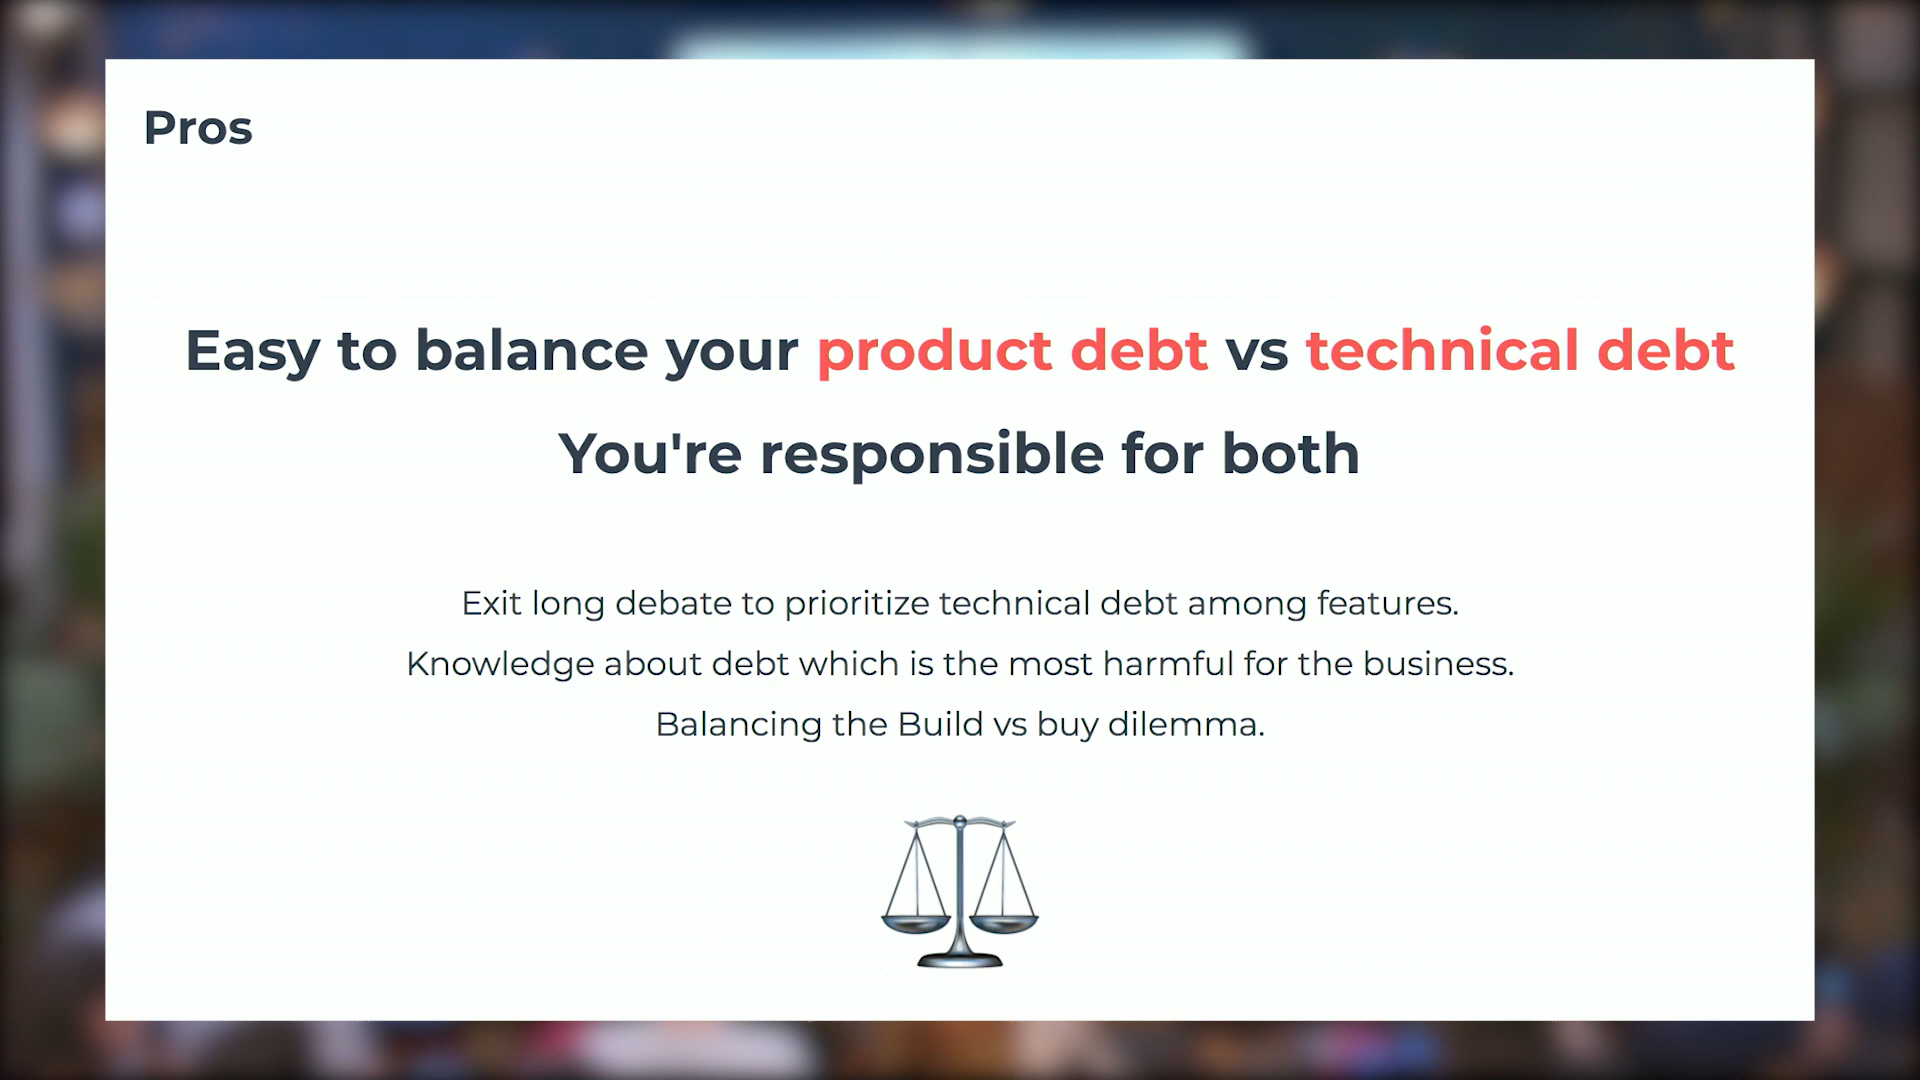 Pros
Easy to balance your product debt vs technical debt
You're responsible for both
Exit long debate to prioritize technical debt among features.
Knowledge about debt which is the most harmful for the business.
Balancing the Build vs buy dilemma.